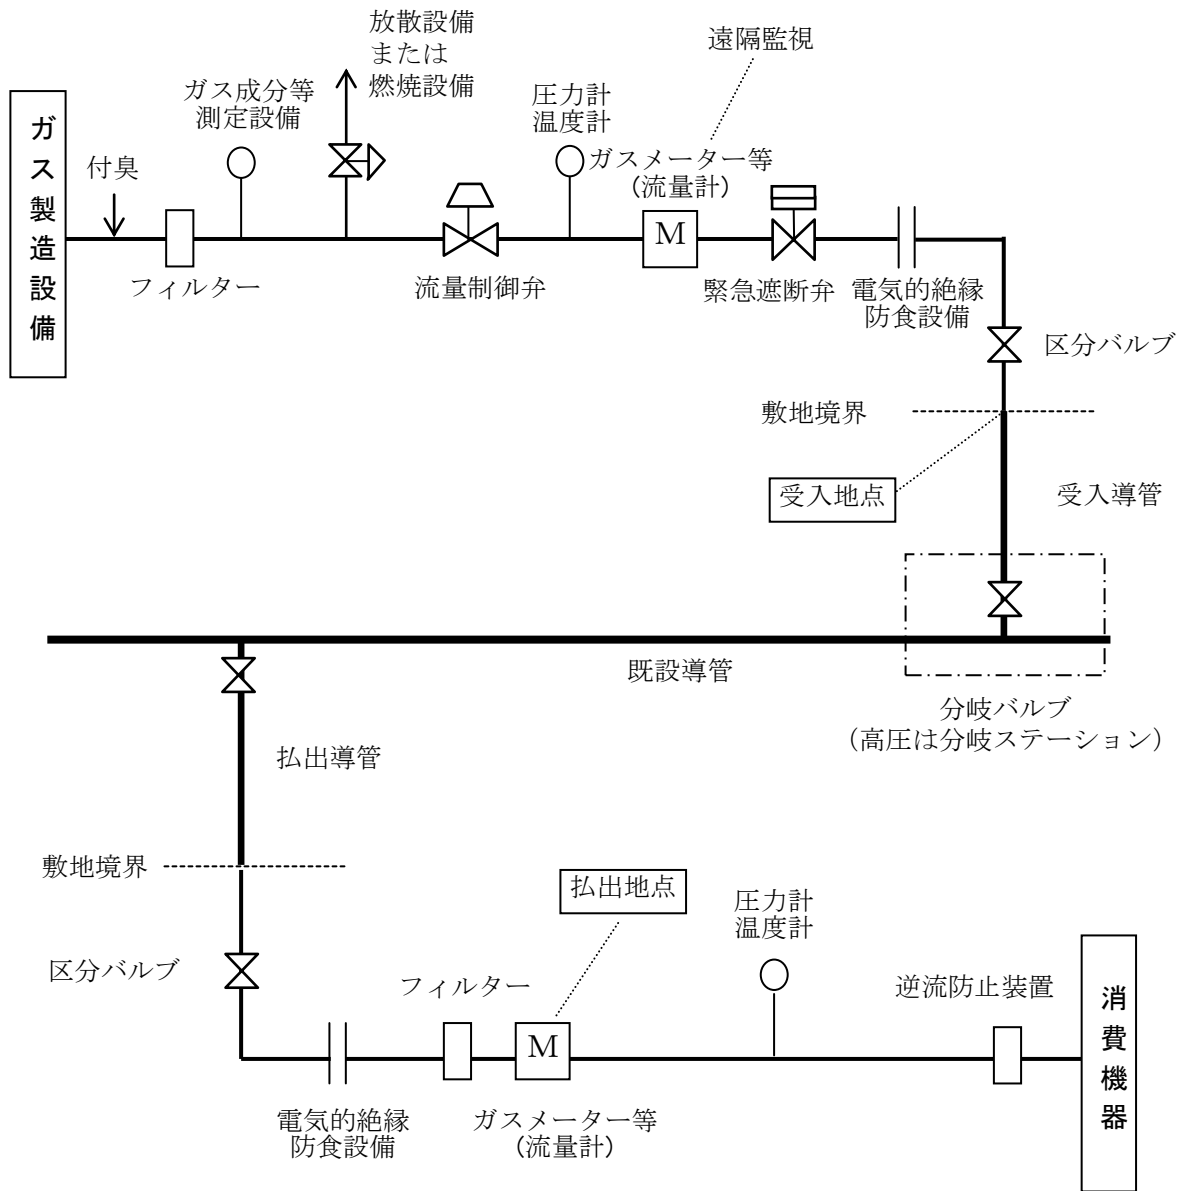 放散設備
または
燃焼設備
遠隔監視
ガス成分等
測定設備
圧力計
温度計
ガス製造設備
付臭
ガスメーター等
（流量計）
M
フィルター
流量制御弁
緊急遮断弁
電気的絶縁
防食設備
区分バルブ
敷地境界
受入地点
受入導管
既設導管
分岐バルブ
（高圧は分岐ステーション）
払出導管
敷地境界
払出地点
圧力計
温度計
区分バルブ
フィルター
逆流防止装置
消費機器
M
電気的絶縁
防食設備
ガスメーター等
（流量計）